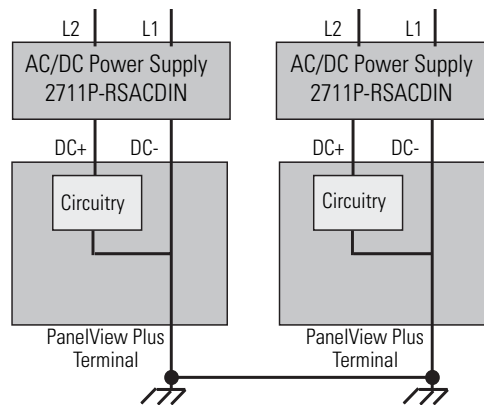 L2 L1
AC/DC Power Supply
2711P-RSACDIN
DC+ DC-
Circuitry
PanelView Plus
Terminal
L2 L1
AC/DC Power Supply
2711P-RSACDIN
DC+ DC-
Circuitry
PanelView Plus
Terminal